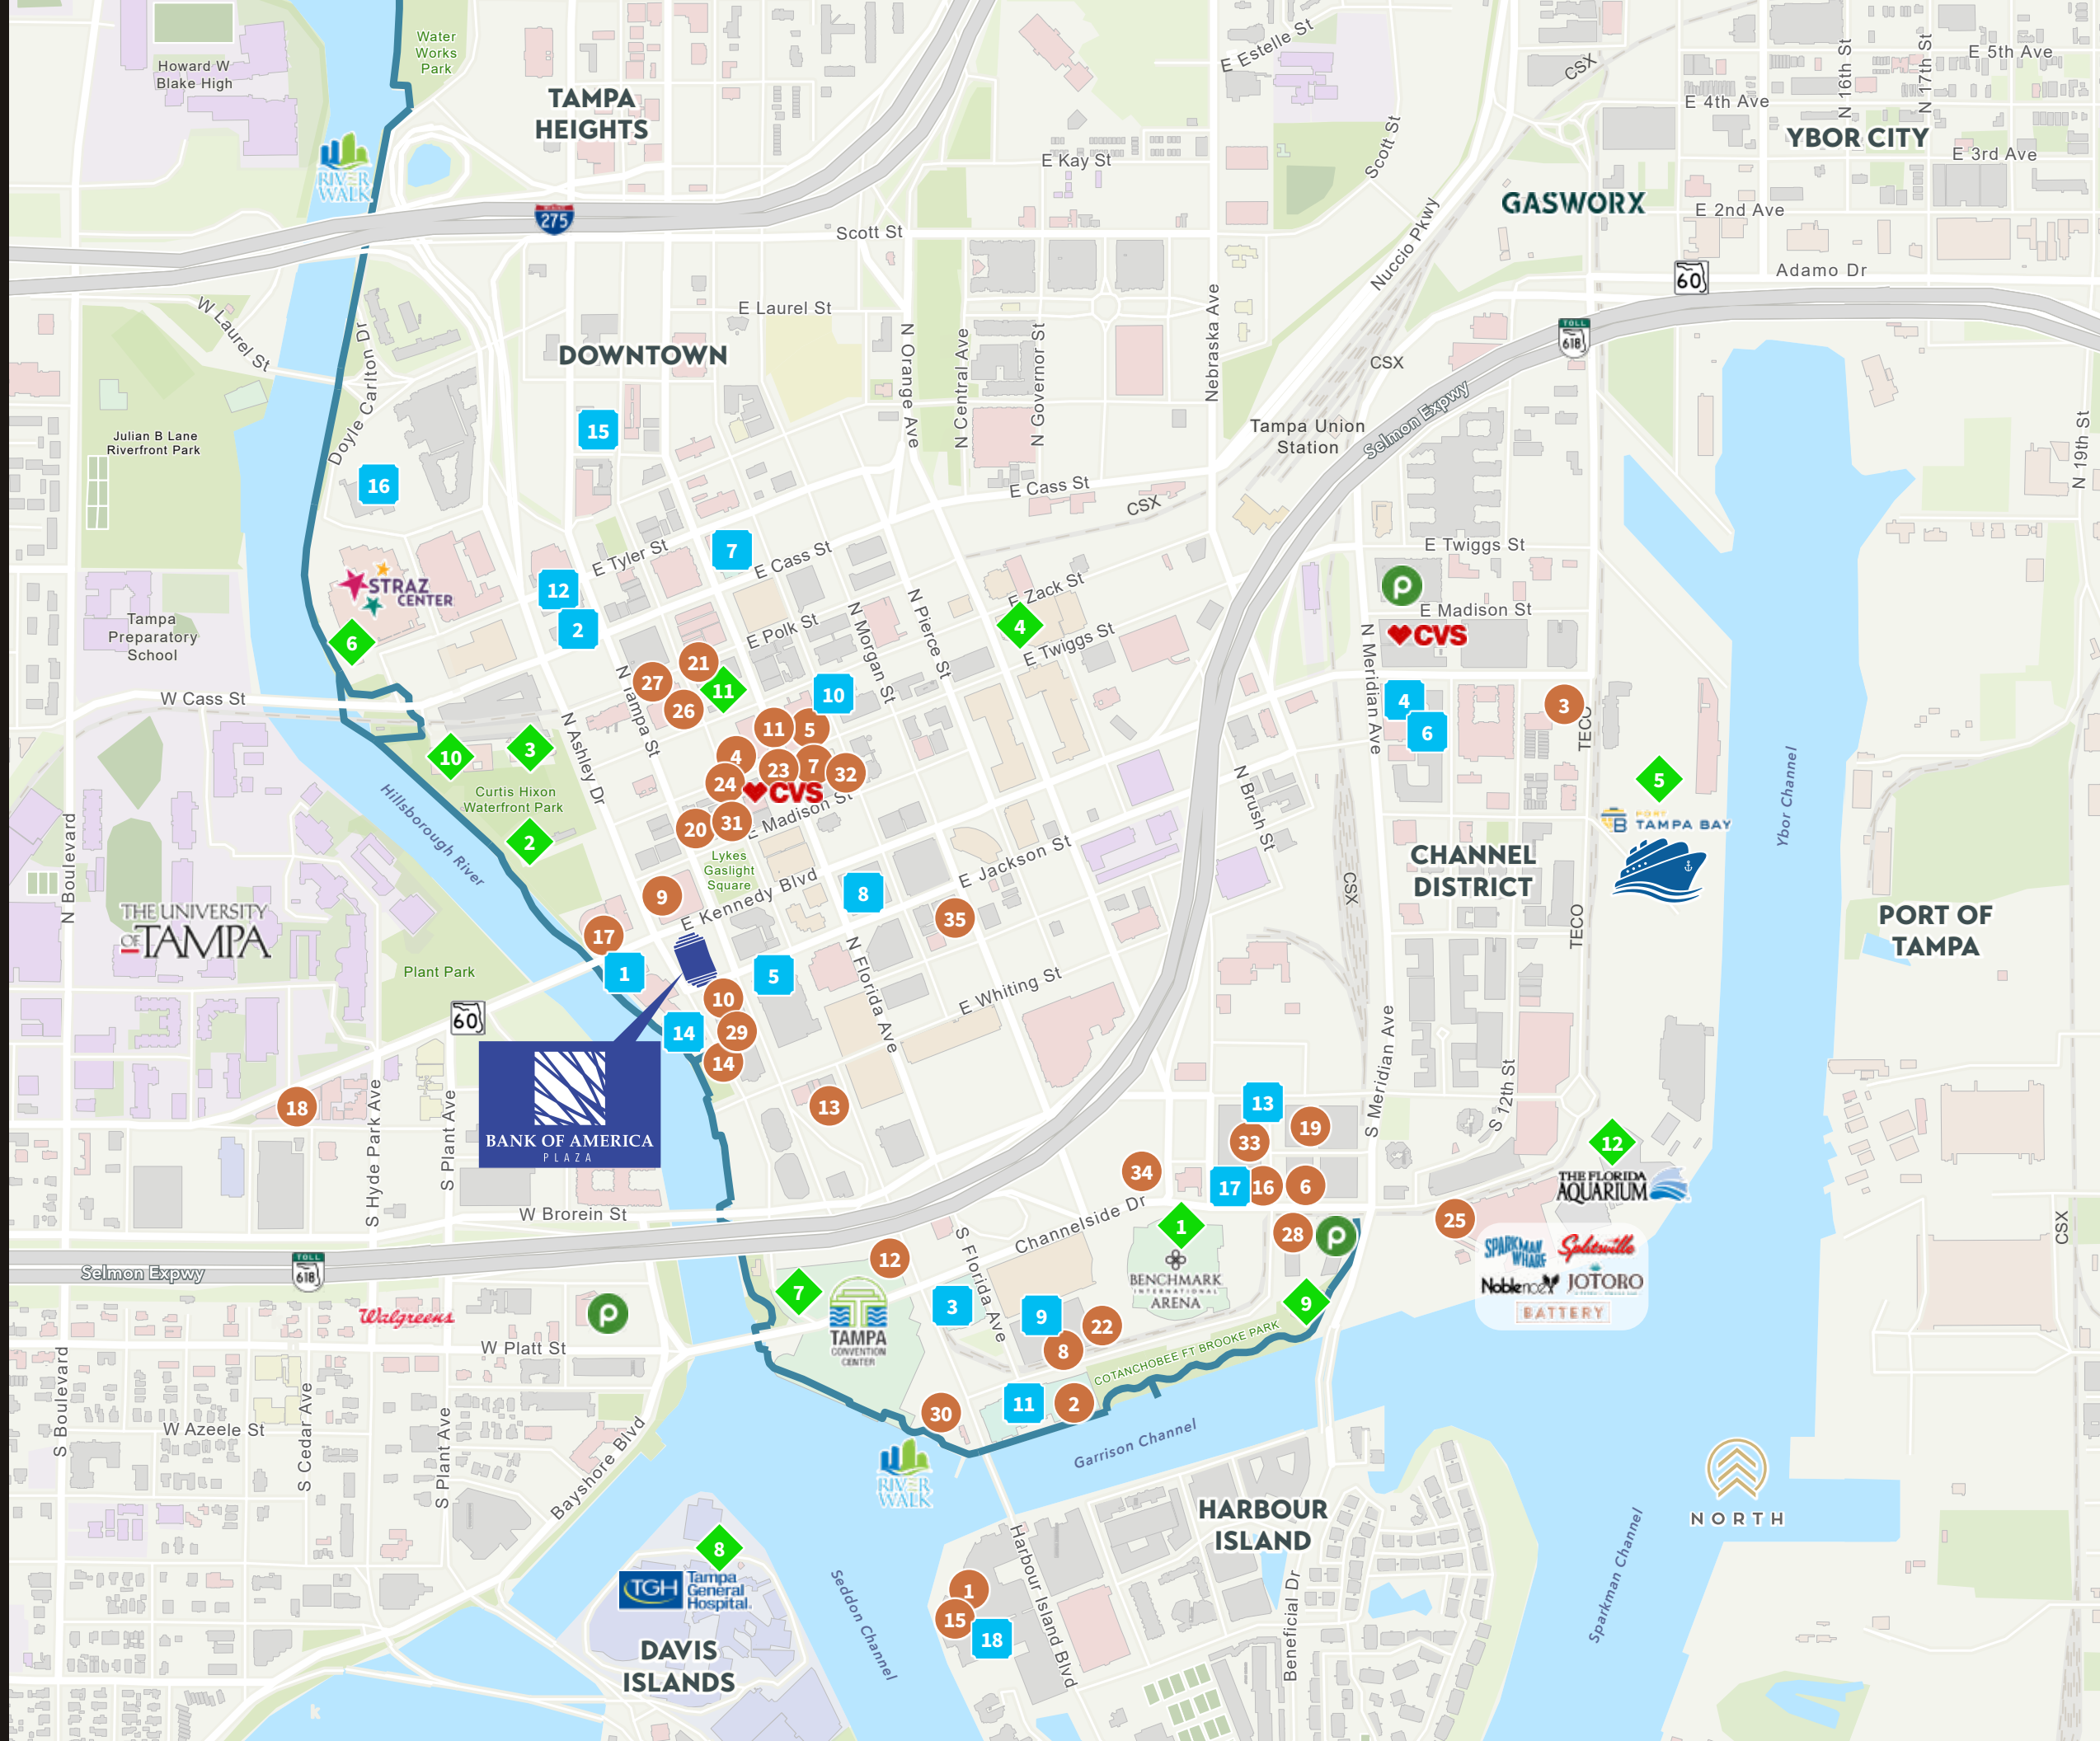 Water
Works
Park
Howard W
Blake High
TAMPA
HEIGHTS
E Estelle St
CSX
N 16th St
N 17th St
E 5th Ave
E 4th Ave
YBOR CITY
E 3rd Ave
E Kay St
Scott St
RIVER
WALK
GASWORX
E 2nd Ave
275
Scott St
Nuccio Pkwy
60
Adamo Dr
W Laurel St
E Laurel St
DOWNTOWN
Doyle Carlton Dr
N Orange Ave
N Central Ave
N Governor St
Nebraska Ave
CSX
TOLL
618
Selmon Expwy
Julian B Lane
Riverfront Park
15
Tampa Union
Station
N 19th St
16
E Cass St
CSX
E Tyler St
7
E Cass St
E Twiggs St
STRAZ
CENTER
12
E Zack St
P
E Madison St
Tampa
Preparatory
School
6
2
E Polk St
N Morgan St
N Pierce St
4
E Twiggs St
CVS
N Meridian Ave
W Cass St
21
27
11
26
N Tampa St
10
4
6
3
TECO
N Ashley Dr
10
3
11
5
4
23
7
32
24
CVS
E Madison St
20
31
N Brush St
5
PORT
TAMPA BAY
Ybor Channel
Curtis Hixon
Waterfront Park
2
Hillsborough River
N Boulevard
Lykes
Gaslight
Square
E Jackson St
CHANNEL
DISTRICT
CSX
TECO
9
E Kennedy Blvd
8
35
PORT OF
TAMPA
THE UNIVERSITY
OF TAMPA
17
1
Plant Park
5
N Florida Ave
E Whiting St
60
10
14
29
14
BANK OF AMERICA
PLAZA
18
13
S Hyde Park Ave
S Plant Ave
S Meridian Ave
S 12th St
13
19
33
12
THE FLORIDA
AQUARIUM
34
17
16
6
W Brorein St
Channelside Dr
1
28
P
25
CSX
Selmon Expwy
TOLL
618
12
S Florida Ave
BENCHMARK
INTERNATIONAL
ARENA
SPARKMAN
WHARF
Splitsville
Noble rice
JOTORO
BATTERY
Walgreens
P
7
TAMPA
CONVENTION
CENTER
3
9
22
8
9
COTANCHOBEE FT BROOKE PARK
W Platt St
S Boulevard
S Cedar Ave
S Plant Ave
W Azeele St
Bayshore Blvd
30
11
2
Garrison Channel
RIVER
WALK
HARBOUR
ISLAND
NORTH
8
TGH
Tampa
General
Hospital
DAVIS
ISLANDS
Seddon Channel
1
15
18
Harbour Island Blvd
Beneficial Dr
Sparkman Channel